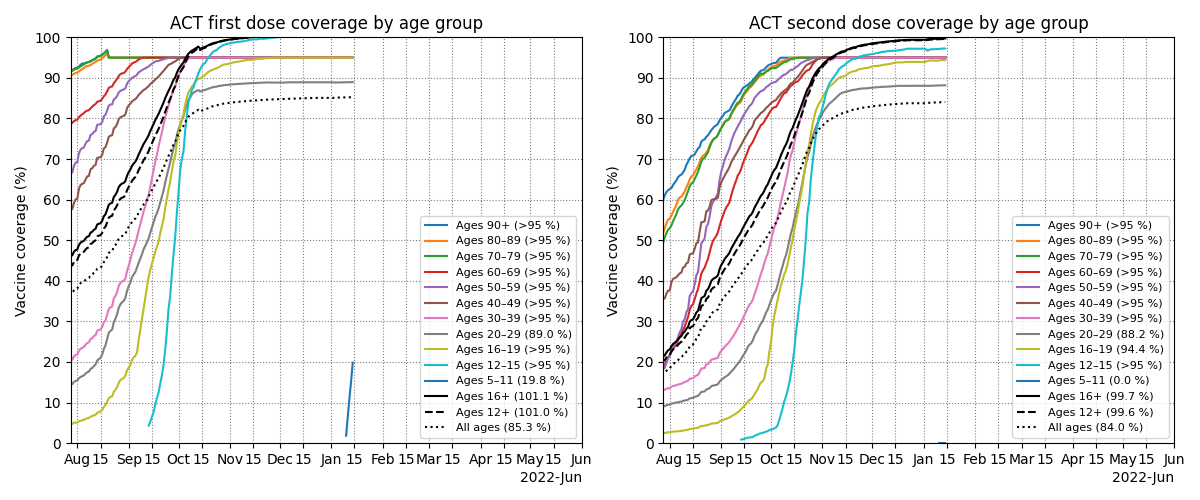 ACT first dose coverage by age group
Vaccine coverage (%)
100
90
80
70
60
50
40
30
20
10
0
Ages 90+ (>95 %)
Ages 80–89 (>95 %)
Ages 70–79 (>95 %)
Ages 60–69 (>95 %)
Ages 50–59 (>95 %)
Ages 40–49 (>95 %)
Ages 30–39 (>95 %)
Ages 20–29 (89.0 %)
Ages 16–19 (>95 %)
Ages 12–15 (>95 %)
Ages 5–11 (19.8 %)
Ages 16+ (101.1 %)
Ages 12+ (101.0 %)
All ages (85.3 %)
Aug 15 Sep 15 Oct 15 Nov 15 Dec 15 Jan 15 Feb 15 Mar 15 Apr 15 May 15 Jun
2022-Jun
ACT second dose coverage by age group
Vaccine coverage (%)
100
90
80
70
60
50
40
30
20
10
0
Ages 90+ (>95 %)
Ages 80–89 (>95 %)
Ages 70–79 (>95 %)
Ages 60–69 (>95 %)
Ages 50–59 (>95 %)
Ages 40–49 (>95 %)
Ages 30–39 (>95 %)
Ages 20–29 (88.2 %)
Ages 16–19 (94.4 %)
Ages 12–15 (>95 %)
Ages 5–11 (0.0 %)
Ages 16+ (99.7 %)
Ages 12+ (99.6 %)
All ages (84.0 %)
Aug 15 Sep 15 Oct 15 Nov 15 Dec 15 Jan 15 Feb 15 Mar 15 Apr 15 May 15 Jun
2022-Jun